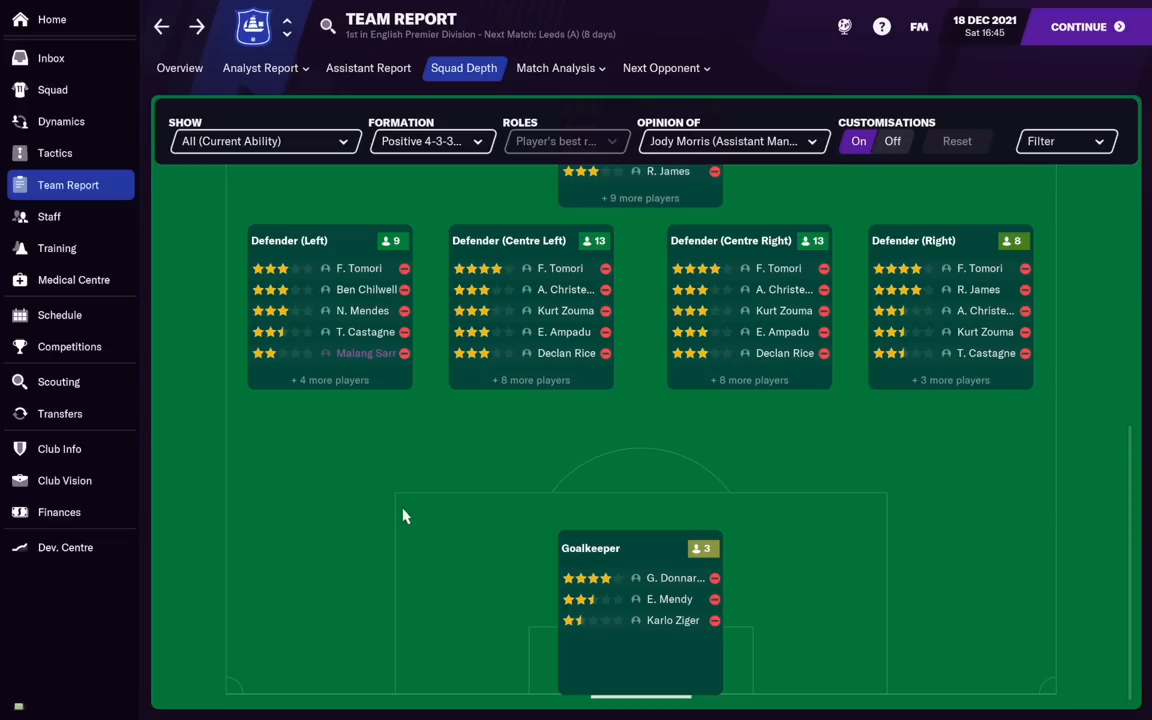 Home
TEAM REPORT
1st in English Premier Division - Next Match: Leeds (A) (8 days)
FM
18 DEC 2021
Sat 16:45
CONTINUE
Overview
Analyst Report
Assistant Report
Squad Depth
Match Analysis
Next Opponent
Inbox
Squad
Dynamics
Tactics
Team Report
Staff
Training
Medical Centre
Schedule
Competitions
Scouting
Transfers
Club Info
Club Vision
Finances
Dev. Centre
SHOW
All (Current Ability)
FORMATION
Positive 4-3-3...
ROLES
Player's best r...
OPINION OF
Jody Morris (Assistant Man...
CUSTOMISATIONS
On
Off
Reset
Filter
R. James
+ 9 more players
Defender (Left)
9
F. Tomori
Ben Chilwell
N. Mendes
T. Castagne
Malang Sarr
+ 4 more players
Defender (Centre Left)
13
F. Tomori
A. Christe...
Kurt Zouma
E. Ampadu
Declan Rice
+ 8 more players
Defender (Centre Right)
13
F. Tomori
A. Christe...
Kurt Zouma
E. Ampadu
Declan Rice
+ 8 more players
Defender (Right)
8
F. Tomori
R. James
A. Christe...
Kurt Zouma
T. Castagne
+ 3 more players
Goalkeeper
3
G. Donnar...
E. Mendy
Karlo Ziger